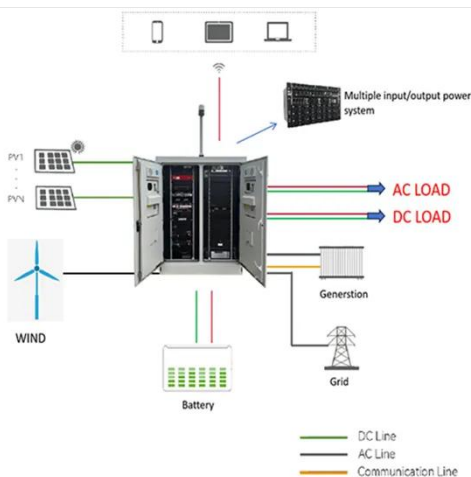 Multiple input/output power
system
PV1
PVN
AC LOAD
DC LOAD
WIND
Generstion
Battery
Grid
DC Line
AC Line
Communication Line